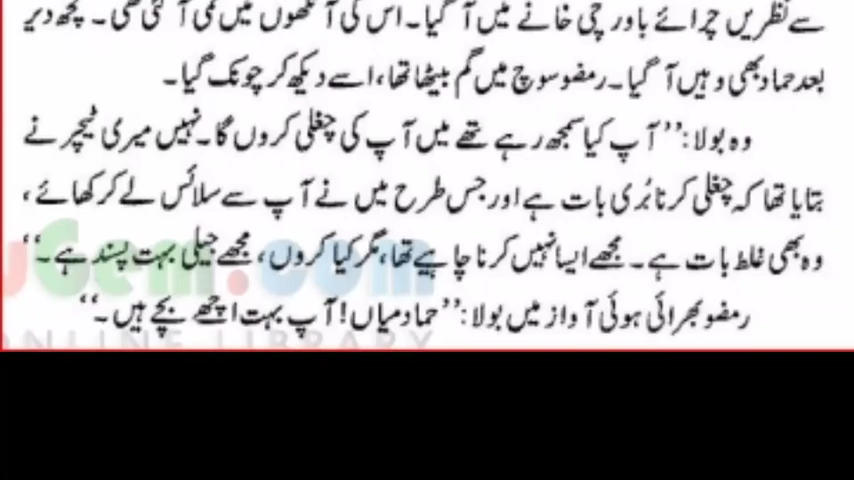 سے نظریں چرائے باورچی خانے میں آ گیا۔ اس کی آنکھوں میں نمی آ گئی تھی۔ کچھ دیر
بعد حماد بھی وہیں آ گیا۔ رمضو سوچ میں گم بیٹھا تھا، اسے دیکھ کر چونک گیا۔
وہ بولا: ’’آپ کیا سمجھ رہے تھے میں آپ کی چغلی کروں گا۔ نہیں میری ٹیچر نے
بتایا تھا کہ چغلی کرنا بُری بات ہے اور جس طرح میں نے آپ سے سلائس لے کر کھائے،
وہ بھی غلط بات ہے۔ مجھے ایسا نہیں کرنا چاہیے تھا، مگر کیا کروں، مجھے جیلی بہت پسند ہے۔‘‘
رمضو بھرائی ہوئی آواز میں بولا: ’’حماد میاں! آپ بہت اچھے بچے ہیں۔‘‘
Gem.com
ONLINE LIBRARY